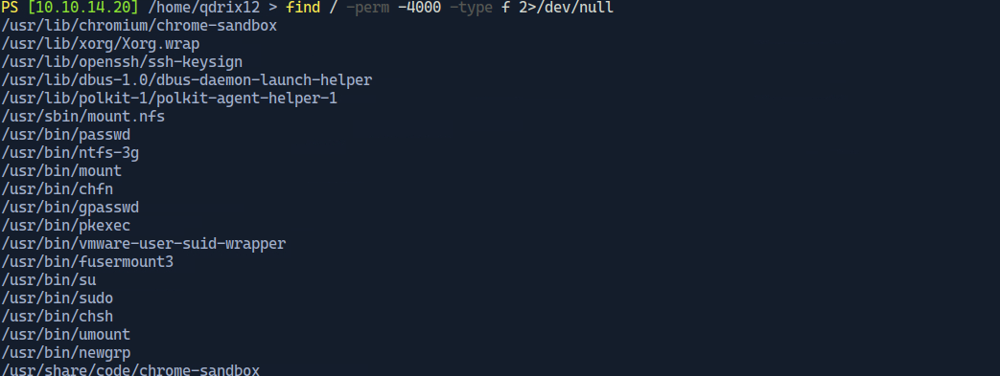 PS [10.10.14.20] /home/qdrix12 > find / -perm -4000 -type f 2>/dev/null
/usr/lib/chromium/chrome-sandbox
/usr/lib/xorg/Xorg.wrap
/usr/lib/openssh/ssh-keysign
/usr/lib/dbus-1.0/dbus-daemon-launch-helper
/usr/lib/polkit-1/polkit-agent-helper-1
/usr/sbin/mount.nfs
/usr/bin/passwd
/usr/bin/ntfs-3g
/usr/bin/mount
/usr/bin/chfn
/usr/bin/gpasswd
/usr/bin/pkexec
/usr/bin/vmware-user-suid-wrapper
/usr/bin/fusermount3
/usr/bin/su
/usr/bin/sudo
/usr/bin/chsh
/usr/bin/umount
/usr/bin/newgrp
/usr/share/code/chrome-sandbox